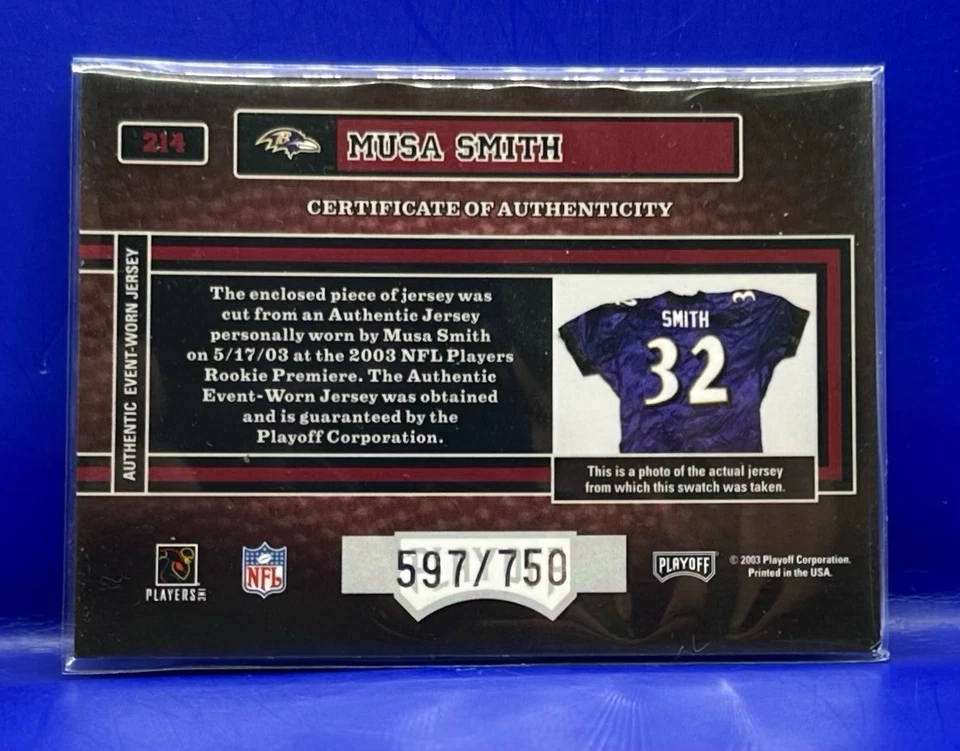 214
MUSA SMITH
CERTIFICATE OF AUTHENTICITY
AUTHENTIC EVENT-WORN JERSEY
The enclosed piece of jersey was
cut from an Authentic Jersey
personally worn by Musa Smith
on 5/17/03 at the 2003 NFL Players
Rookie Premiere. The Authentic
Event-Worn Jersey was obtained
and is guaranteed by the
Playoff Corporation.
SMITH
32
This is a photo of the actual jersey
from which this swatch was taken.
PLAYERS INC
NFL
597/750
PLAYOFF
© 2003 Playoff Corporation.
Printed in the USA.